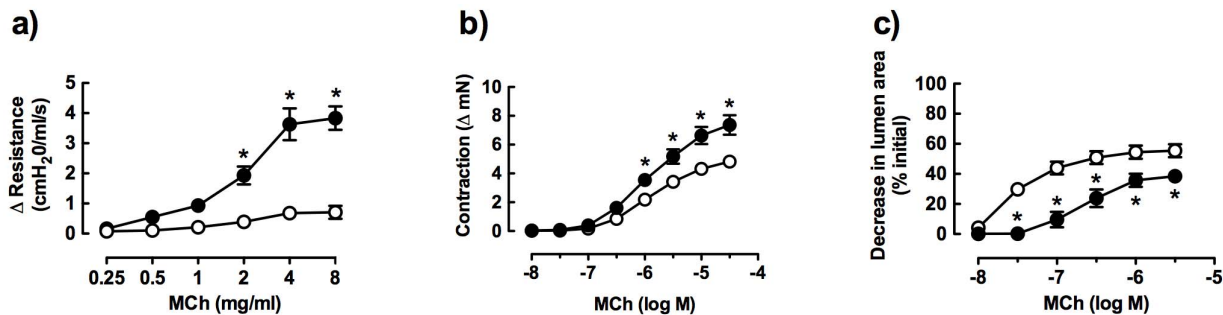 a)
Δ Resistance
(cmH₂0/ml/s)
5
4
3
2
1
0
*
*
*
0.25 0.5 1 2 4 8
MCh (mg/ml)
b)
Contraction (Δ mN)
10
8
6
4
2
0
* * * *
-8 -7 -6 -5 -4
MCh (log M)
c)
Decrease in lumen area
(% initial)
100
80
60
40
20
0
* * * * *
-8 -7 -6 -5
MCh (log M)